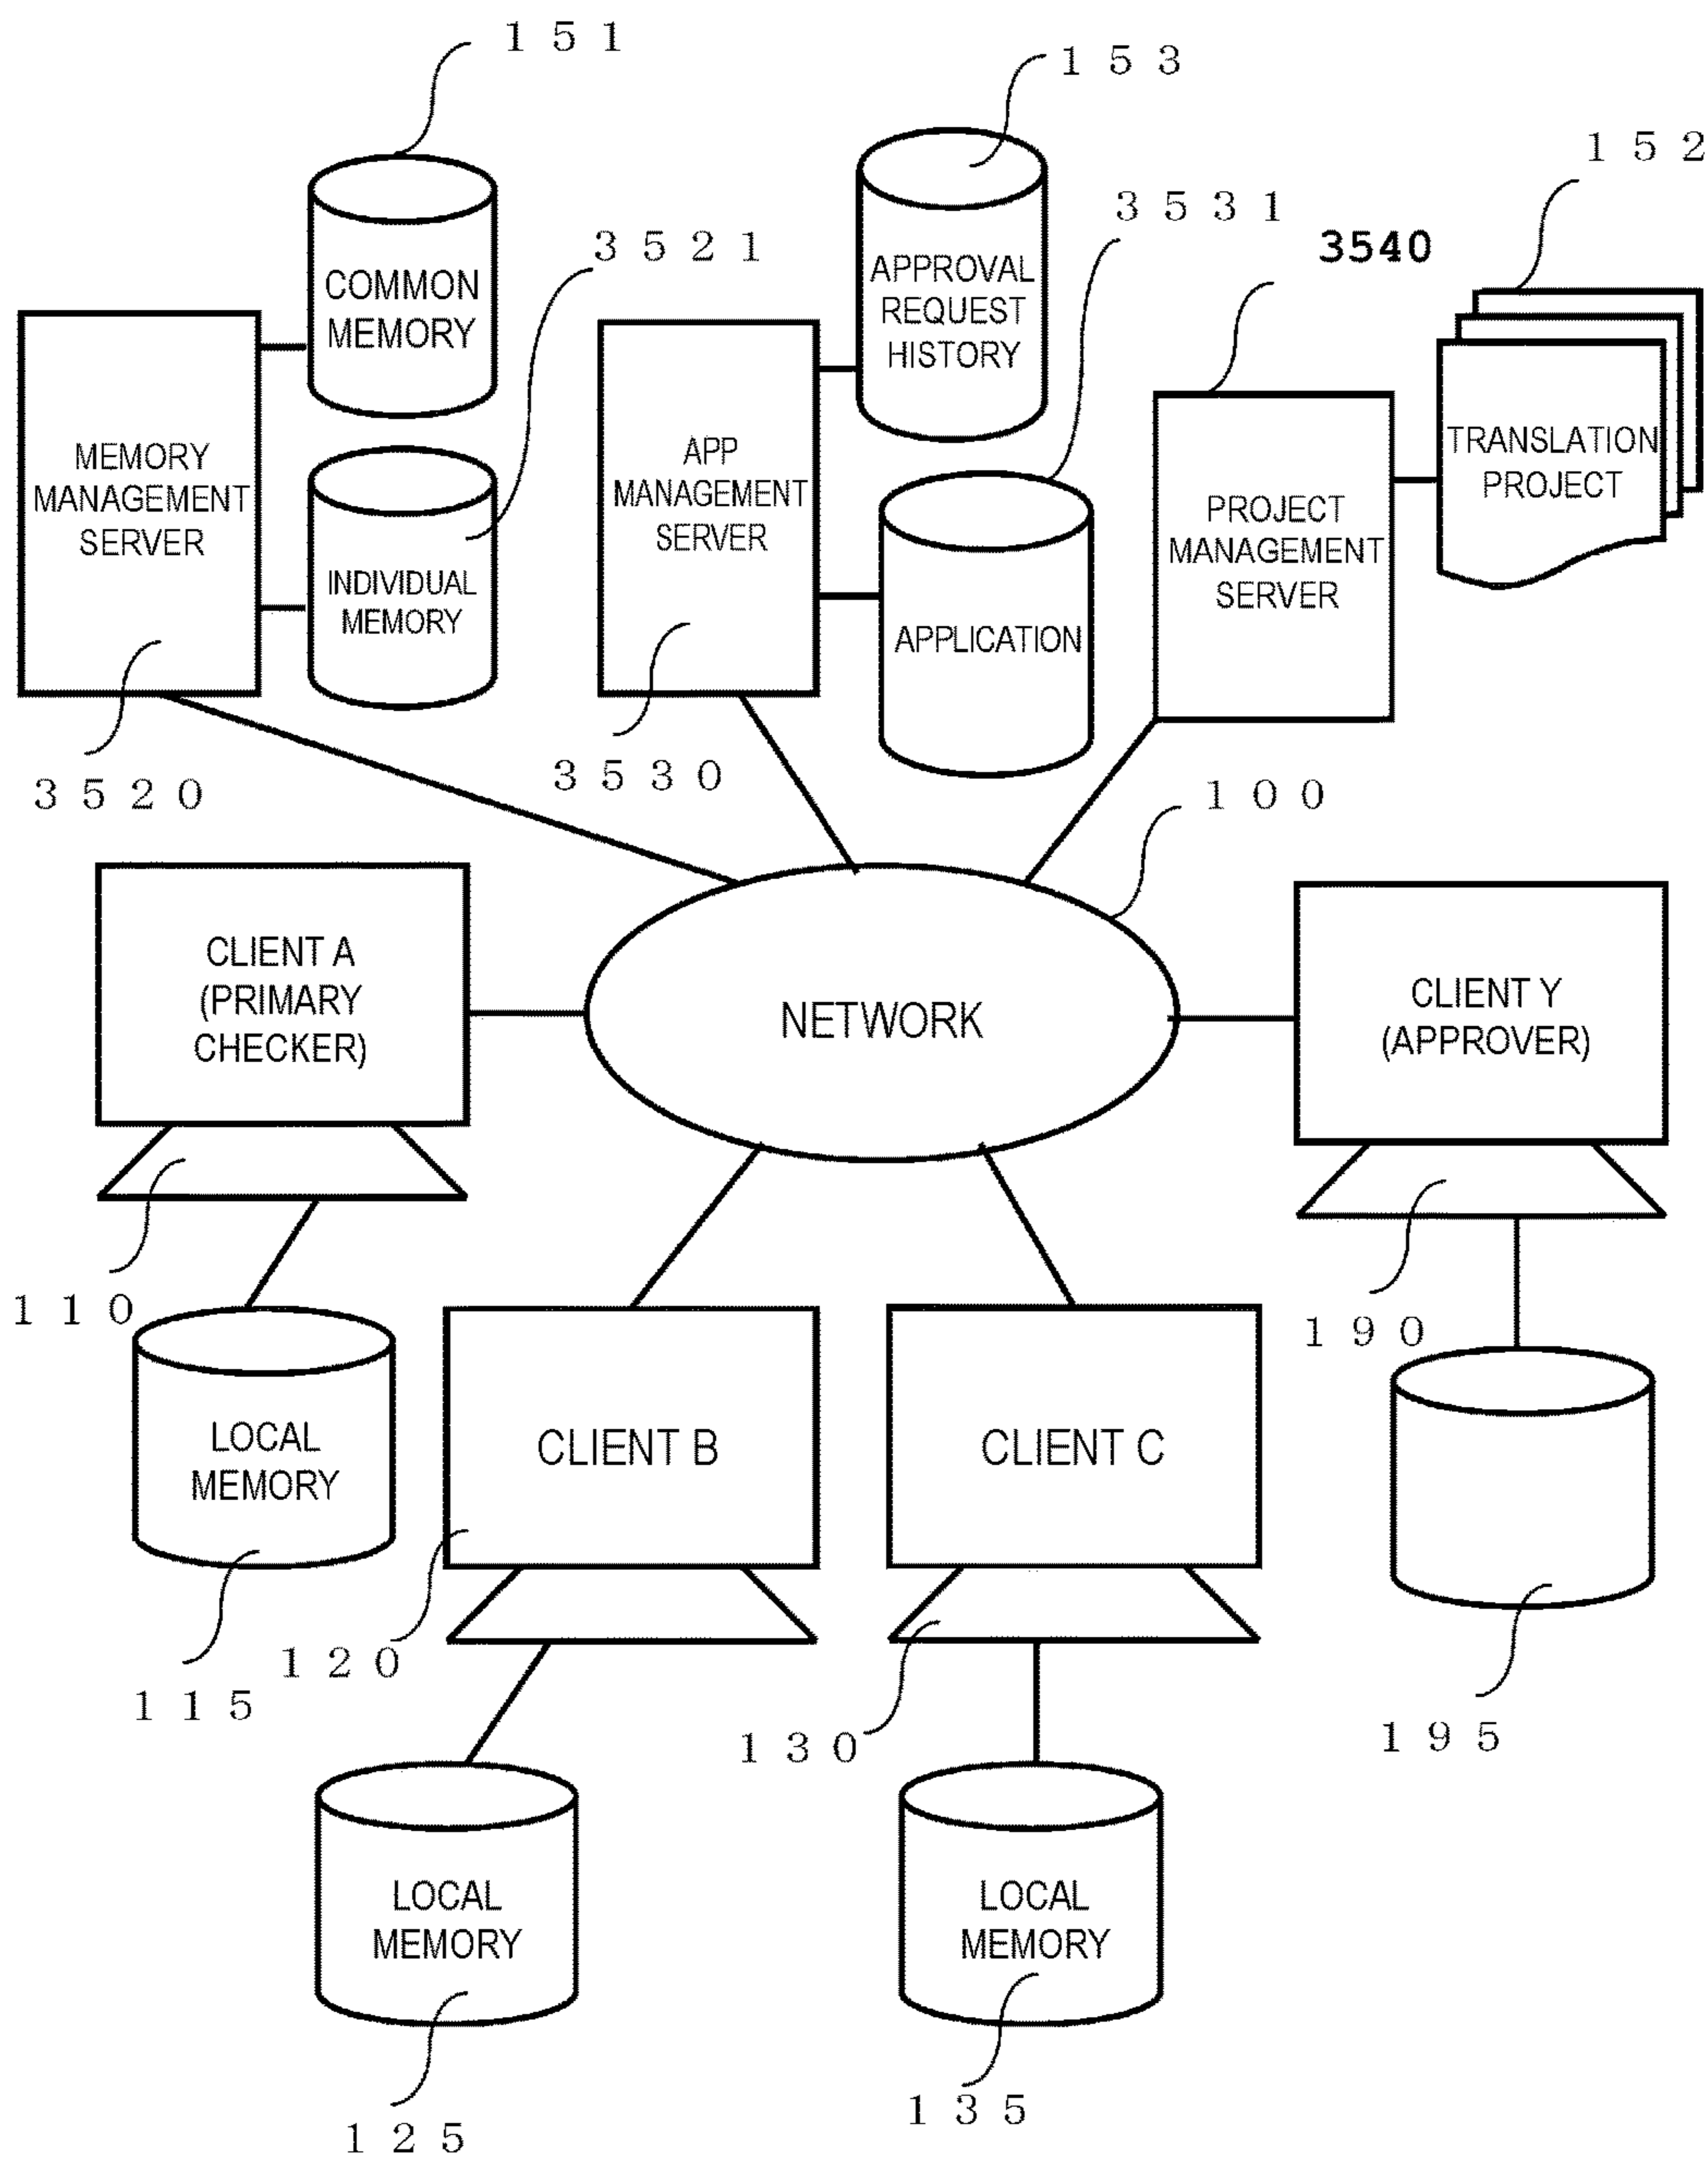 151
153
152
3531
3521
3540
COMMON
MEMORY
APPROVAL
REQUEST
HISTORY
MEMORY
MANAGEMENT
SERVER
APP
MANAGEMENT
SERVER
TRANSLATION
PROJECT
PROJECT
MANAGEMENT
SERVER
INDIVIDUAL
MEMORY
APPLICATION
3520
3530
100
CLIENT A
(PRIMARY
CHECKER)
NETWORK
CLIENT Y
(APPROVER)
110
190
LOCAL
MEMORY
CLIENT B
CLIENT C
115
120
130
195
LOCAL
MEMORY
LOCAL
MEMORY
125
135